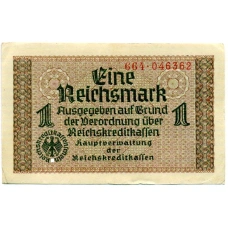 664·046362
Eine
Reichsmark
Ausgegeben auf Grund
1 der Verordnung über 1
Reichskreditkassen
Hauptverwaltung
der
Reichskreditkassen